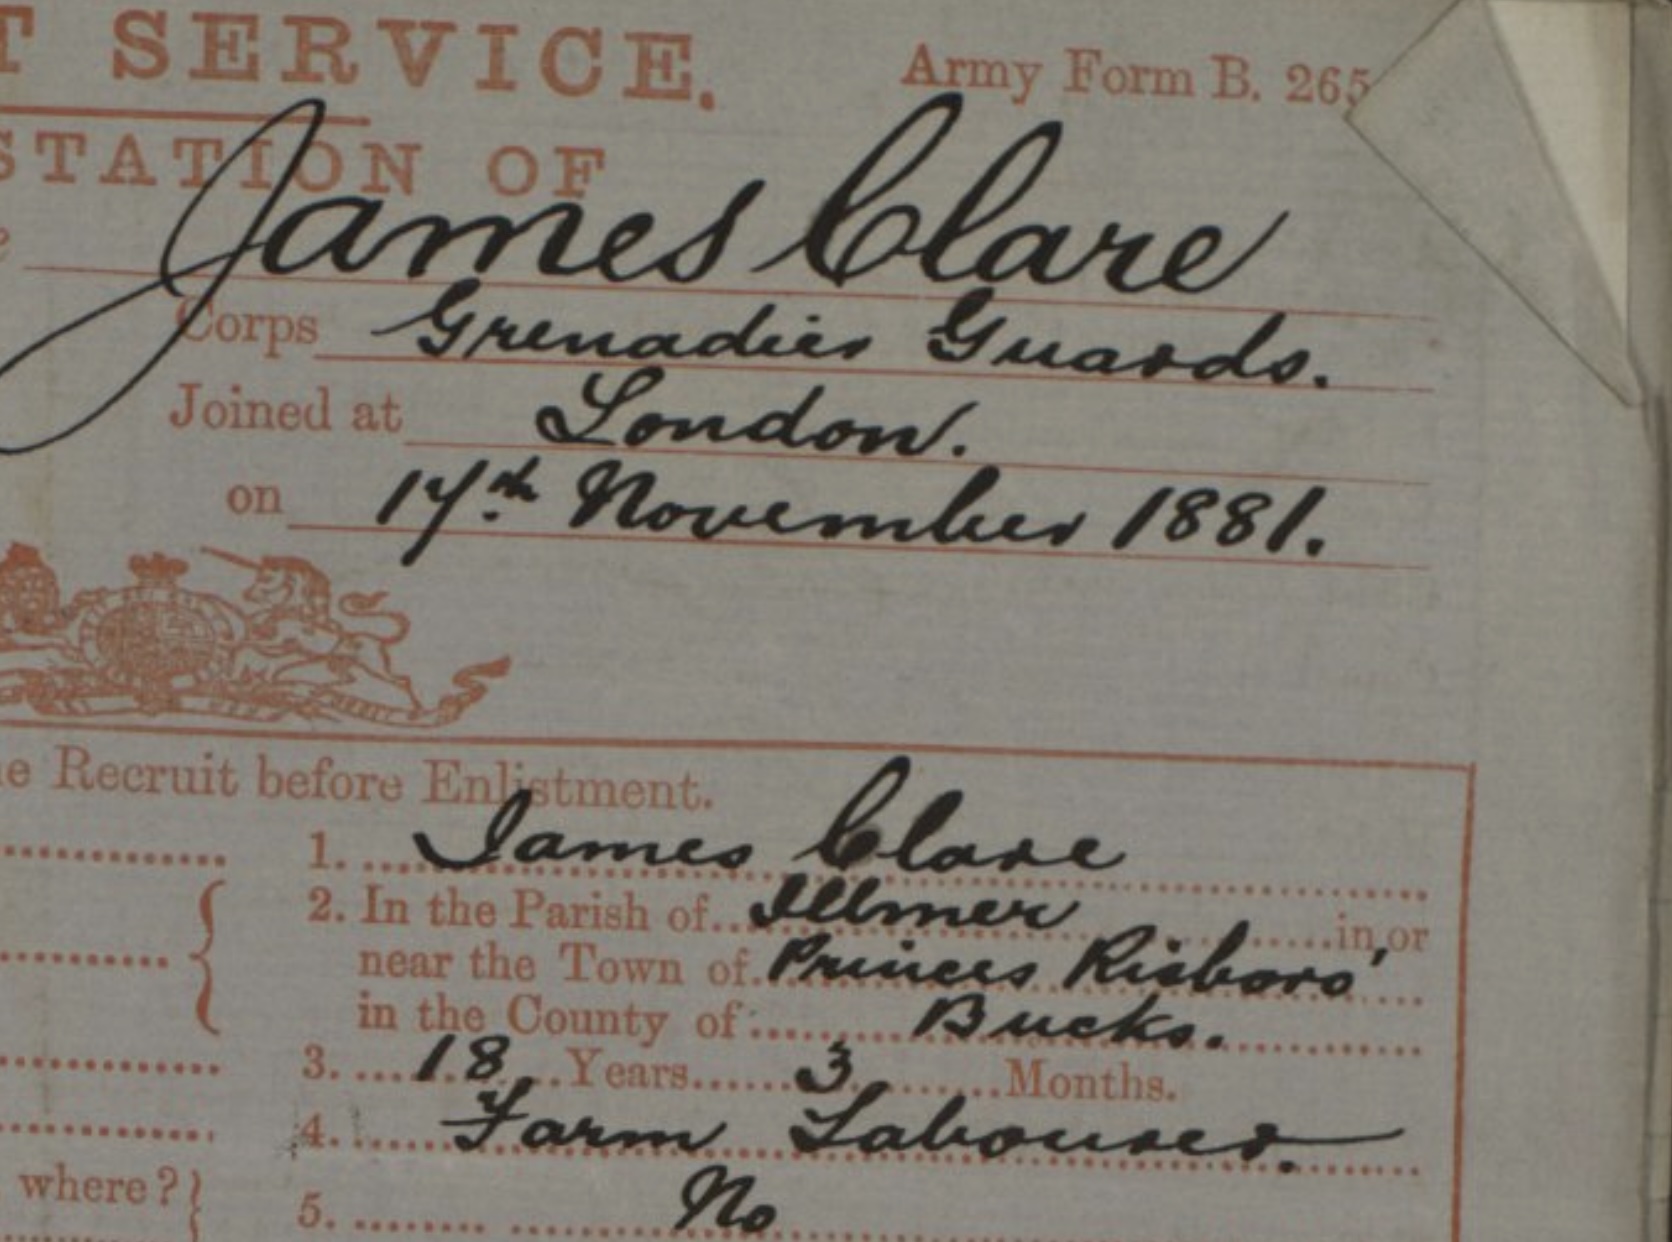 T SERVICE.
Army Form B. 265
STATION OF
James Clare
Corps Grenadier Guards.
Joined at London.
on 17th November 1881.
e Recruit before Enlistment.
1. James Clare
2. In the Parish of Illmer in or
near the Town of Princes Risboro'
in the County of Bucks.
3. 18 Years 3 Months.
4. Farm Labourer.
where? 5. No